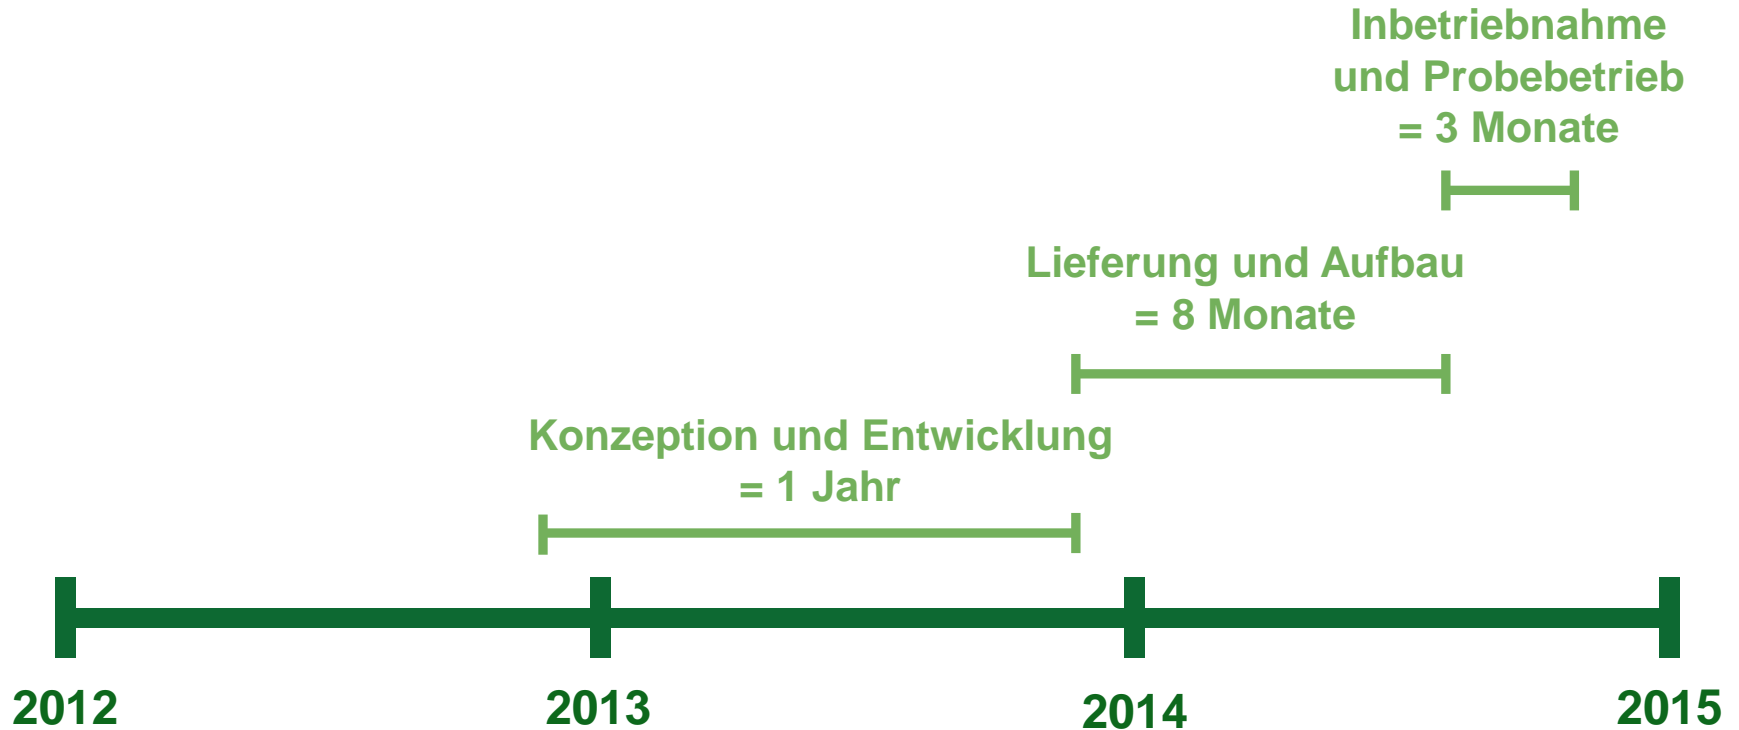 Inbetriebnahme
und Probebetrieb
= 3 Monate
Lieferung und Aufbau
= 8 Monate
Konzeption und Entwicklung
= 1 Jahr
2012
2013
2014
2015